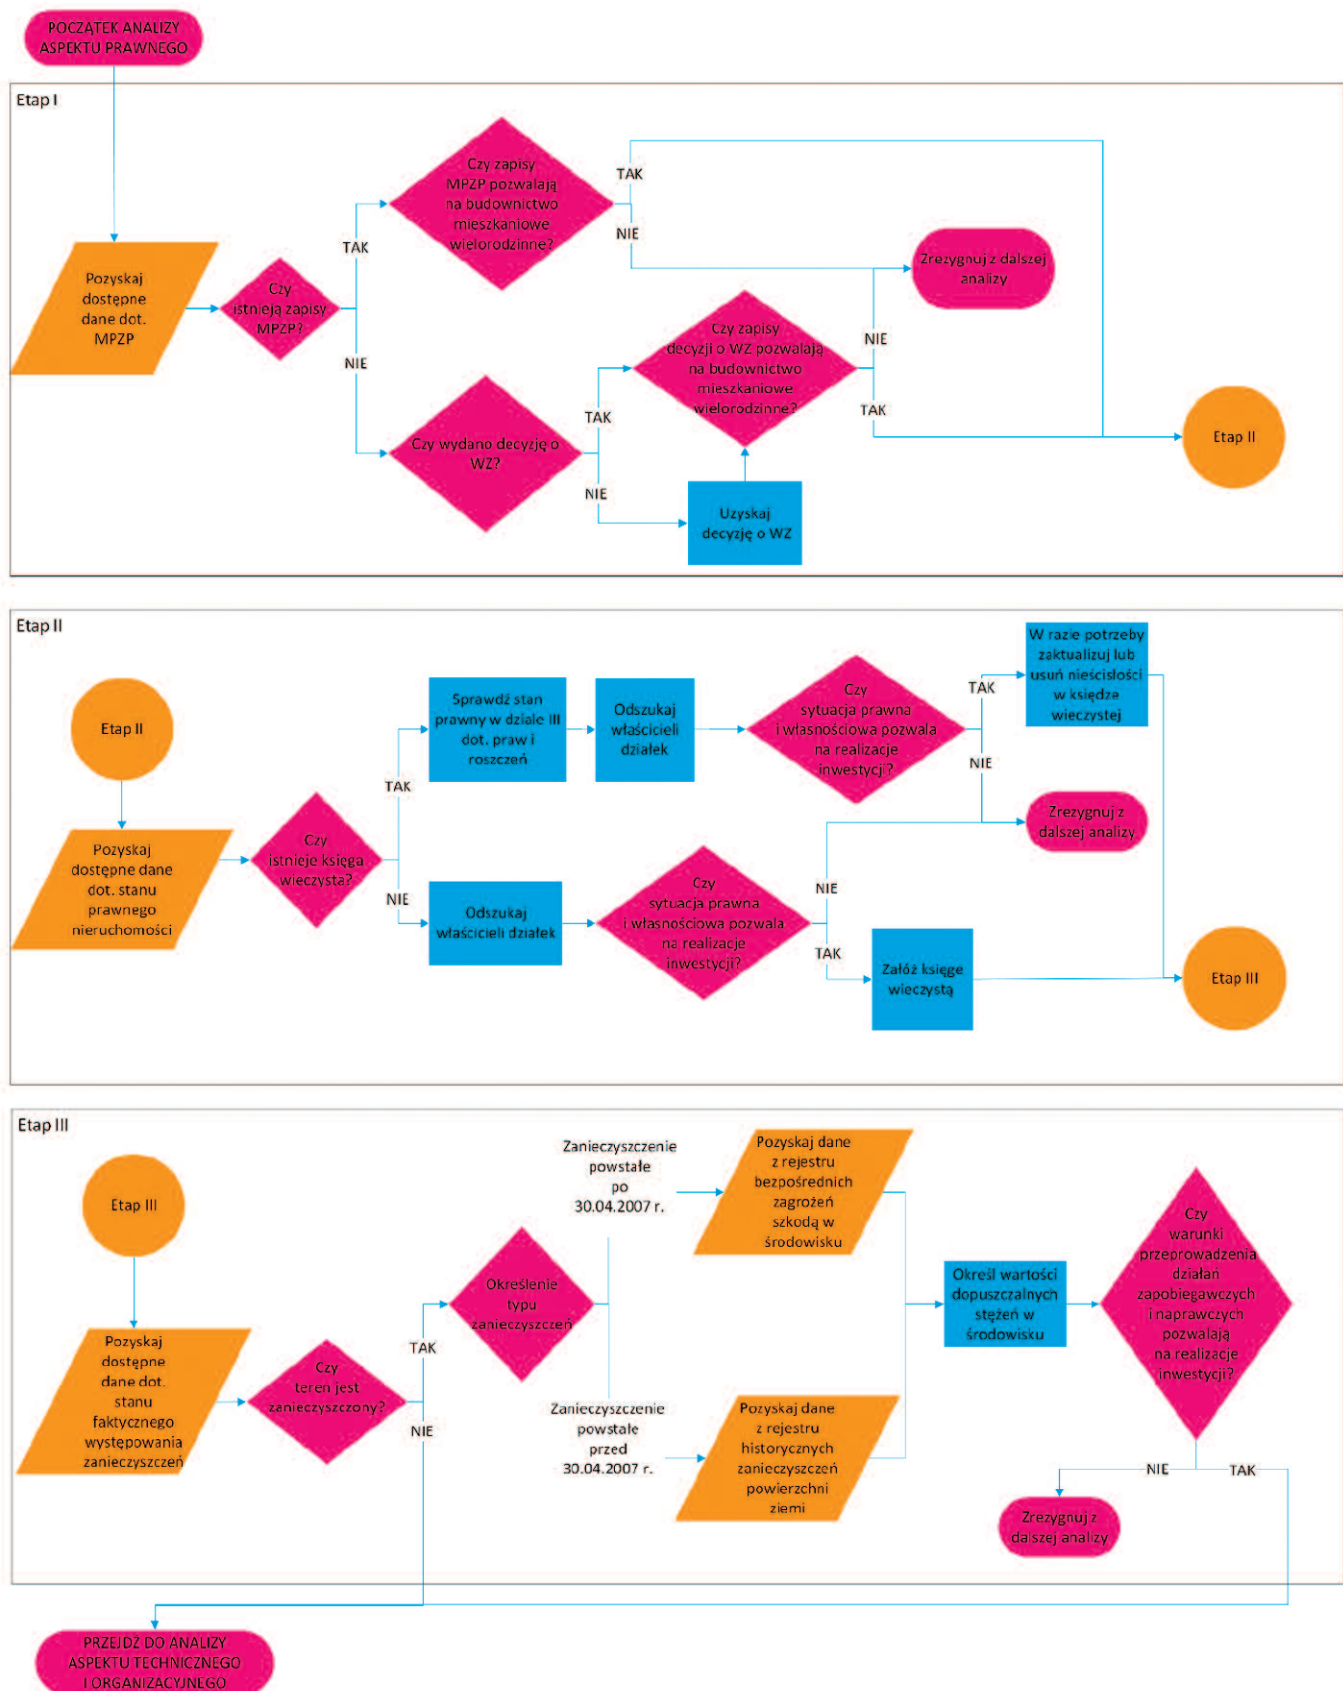 POCZĄTEK ANALIZY
ASPEKTU PRAWNEGO
Etap I
Pozyskaj
dostępne
dane dot.
MPZP
Czy
istnieją zapisy
MPZP?
TAK
NIE
Czy zapisy
MPZP pozwalają
na budownictwo
mieszkaniowe
wielorodzinne?
TAK
NIE
Czy wydano decyzję o
WZ?
TAK
NIE
Uzyskaj
decyzję o WZ
Czy zapisy
decyzji o WZ pozwalają
na budownictwo
mieszkaniowe
wielorodzinne?
NIE
TAK
Zrezygnuj z dalszej
analizy
Etap II
Etap II
Etap II
Pozyskaj
dostępne dane
dot. stanu
prawnego
nieruchomości
Czy
istnieje księga
wieczysta?
TAK
NIE
Sprawdź stan
prawny w dziale III
dot. praw i
roszczeń
Odszukaj
właścicieli
działek
Czy
sytuacja prawna
i własnościowa pozwala
na realizacje
inwestycji?
TAK
NIE
W razie potrzeby
zaktualizuj lub
usuń nieścisłości
w księdze
wieczystej
Zrezygnuj z
dalszej analizy
Odszukaj
właścicieli działek
Czy
sytuacja prawna
i własnościowa pozwala
na realizacje
inwestycji?
NIE
TAK
Załóż księge
wieczystą
Etap III
Etap III
Etap III
Pozyskaj
dostępne
dane dot.
stanu
faktycznego
występowania
zanieczyszczeń
Czy
teren jest
zanieczyszczony?
TAK
NIE
Określenie
typu
zanieczyszczeń
Zanieczyszczenie
powstałe
po
30.04.2007 r.
Pozyskaj dane
z rejestru
bezpośrednich
zagrożeń
szkodą w
środowisku
Zanieczyszczenie
powstałe
przed
30.04.2007 r.
Pozyskaj dane
z rejestru
historycznych
zanieczyszczeń
powierzchni
ziemi
Określ wartości
dopuszczalnych
stężeń w
środowisku
Czy
warunki
przeprowadzenia
działań
zapobiegawczych
i naprawczych
pozwalają
na realizacje
inwestycji?
NIE
TAK
Zrezygnuj z
dalszej analizy
PRZEJDŹ DO ANALIZY
ASPEKTU TECHNICZNEGO
I ORGANIZACYJNEGO